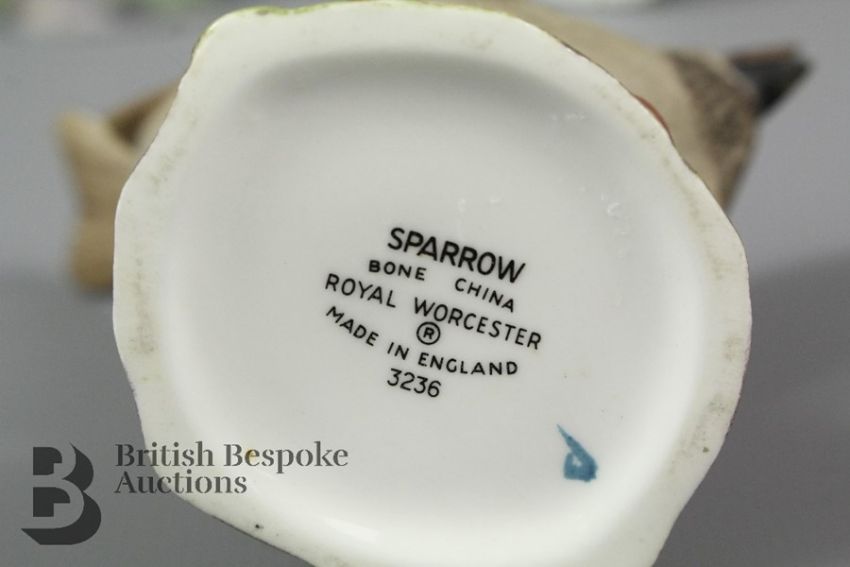 SPARROW
BONE CHINA
ROYAL WORCESTER
®
MADE IN ENGLAND
3236
B
British Bespoke
Auctions